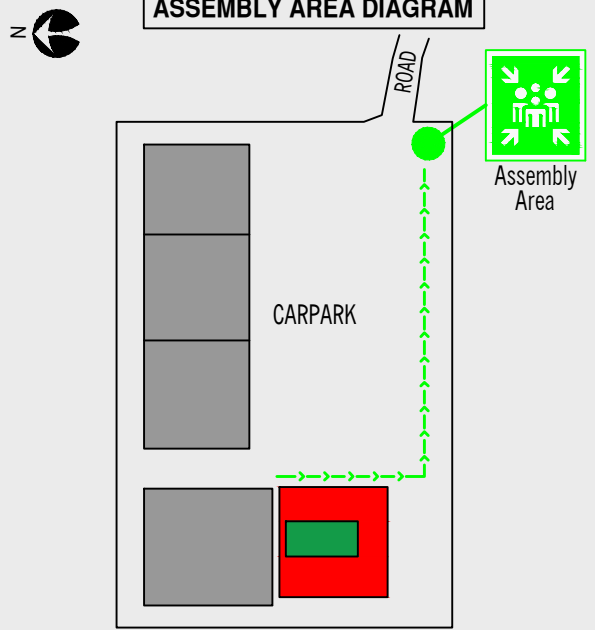 ASSEMBLY AREA DIAGRAM
N
ROAD
Assembly
Area
CARPARK